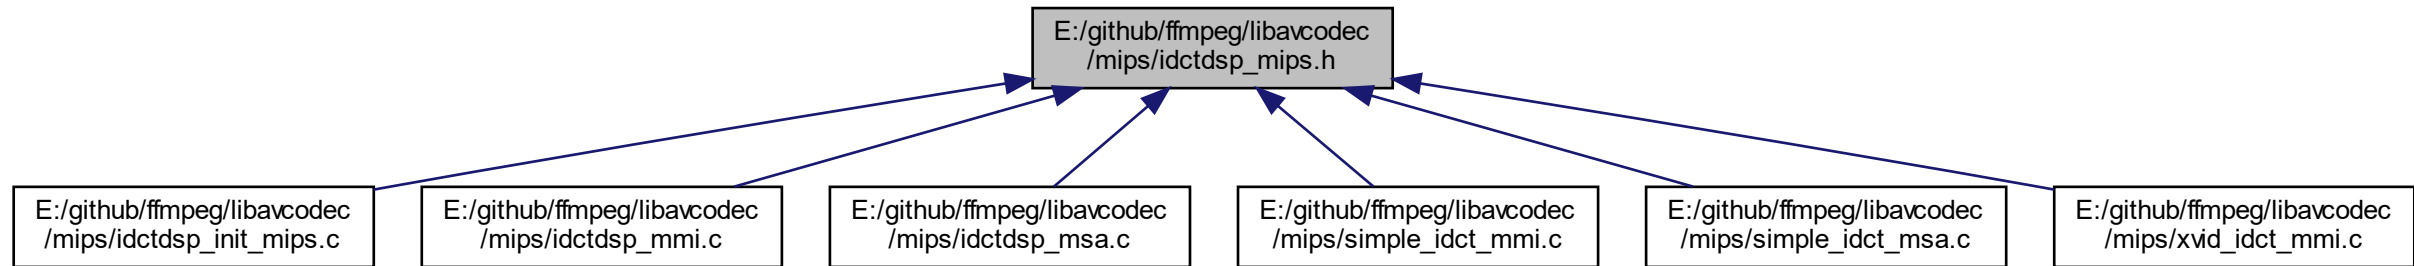 E:/github/ffmpeg/libavcodec
/mips/idctdsp_mips.h
E:/github/ffmpeg/libavcodec
/mips/idctdsp_init_mips.c
E:/github/ffmpeg/libavcodec
/mips/idctdsp_mmi.c
E:/github/ffmpeg/libavcodec
/mips/idctdsp_msa.c
E:/github/ffmpeg/libavcodec
/mips/simple_idct_mmi.c
E:/github/ffmpeg/libavcodec
/mips/simple_idct_msa.c
E:/github/ffmpeg/libavcodec
/mips/xvid_idct_mmi.c